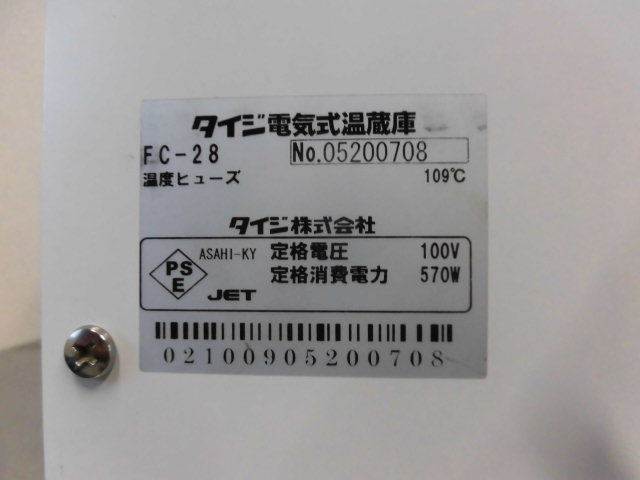 タイジ電気式温蔵庫
FC-28 No.05200708
温度ヒューズ 109℃
タイジ株式会社
PS E ASAHI-KY 定格電圧 100V
JET 定格消費電力 570W
02100905200708